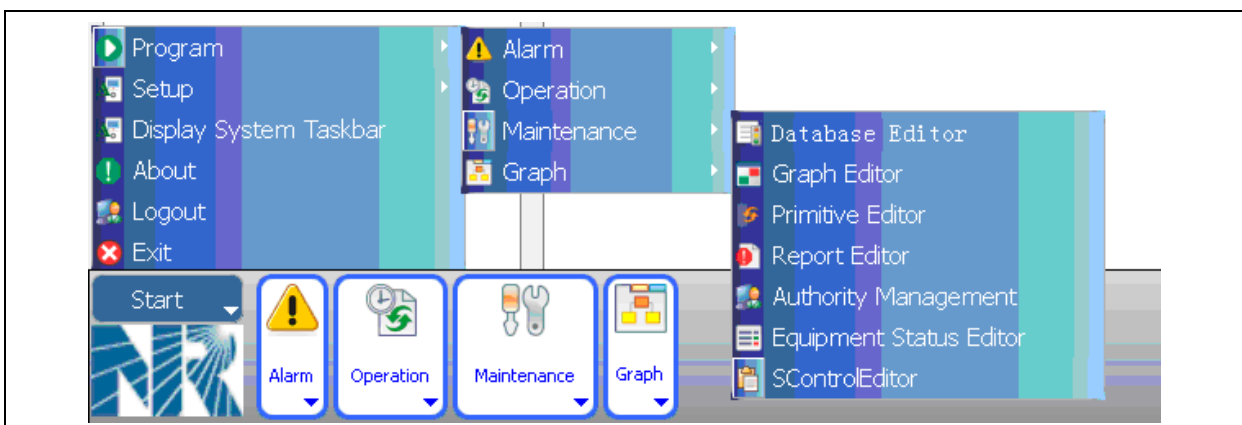 Program
Setup
Display System Taskbar
About
Logout
Exit
Alarm
Operation
Maintenance
Graph
Database Editor
Graph Editor
Primitive Editor
Report Editor
Authority Management
Equipment Status Editor
SControlEditor
Start
NR
Alarm
Operation
Maintenance
Graph